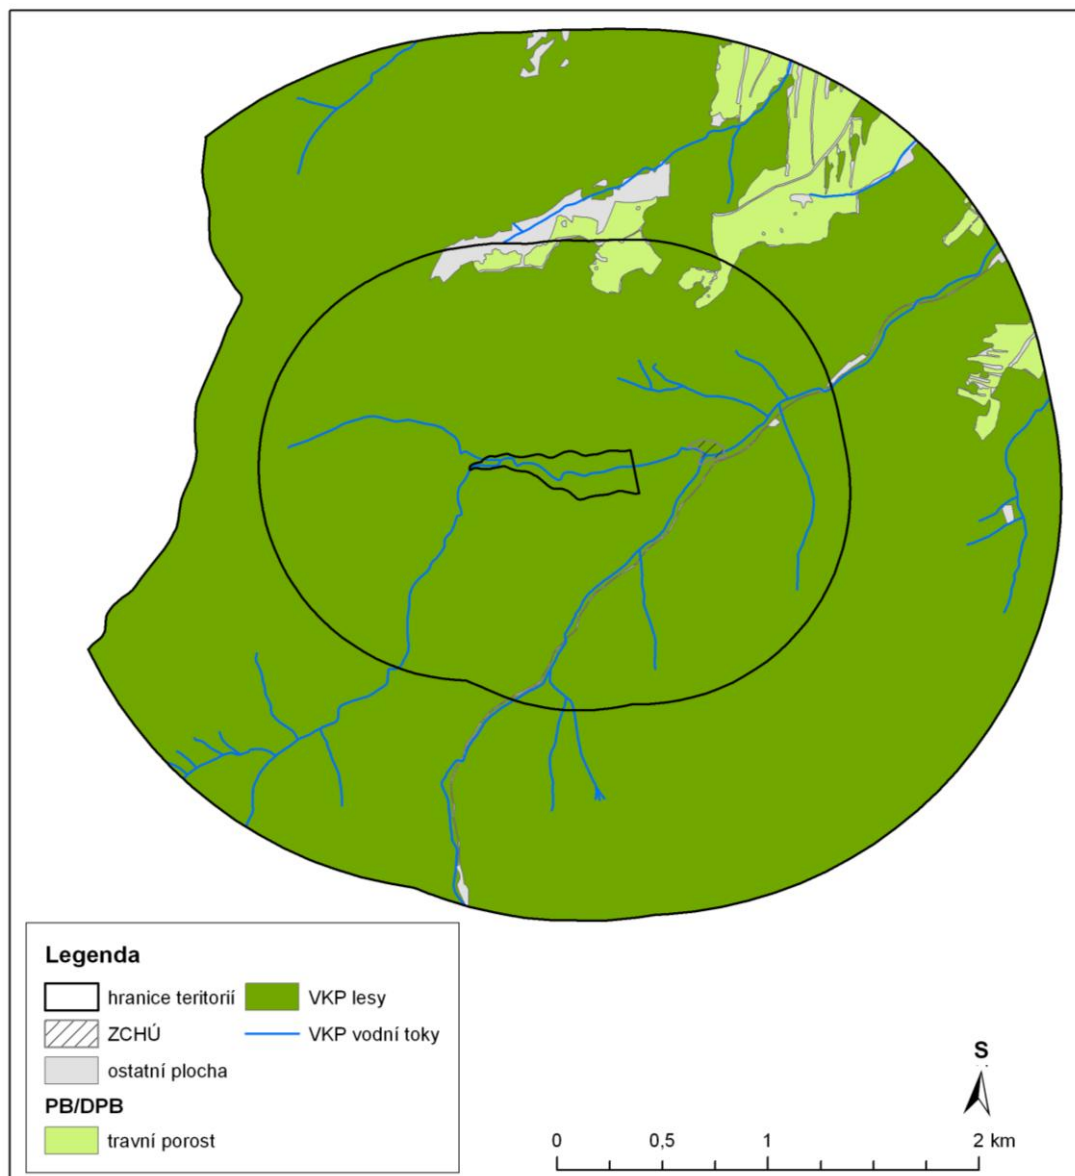 Legenda
hranice teritorií
VKP lesy
ZCHÚ
VKP vodní toky
ostatní plocha
PB/DPB
travní porost
S
0 0,5 1 2 km